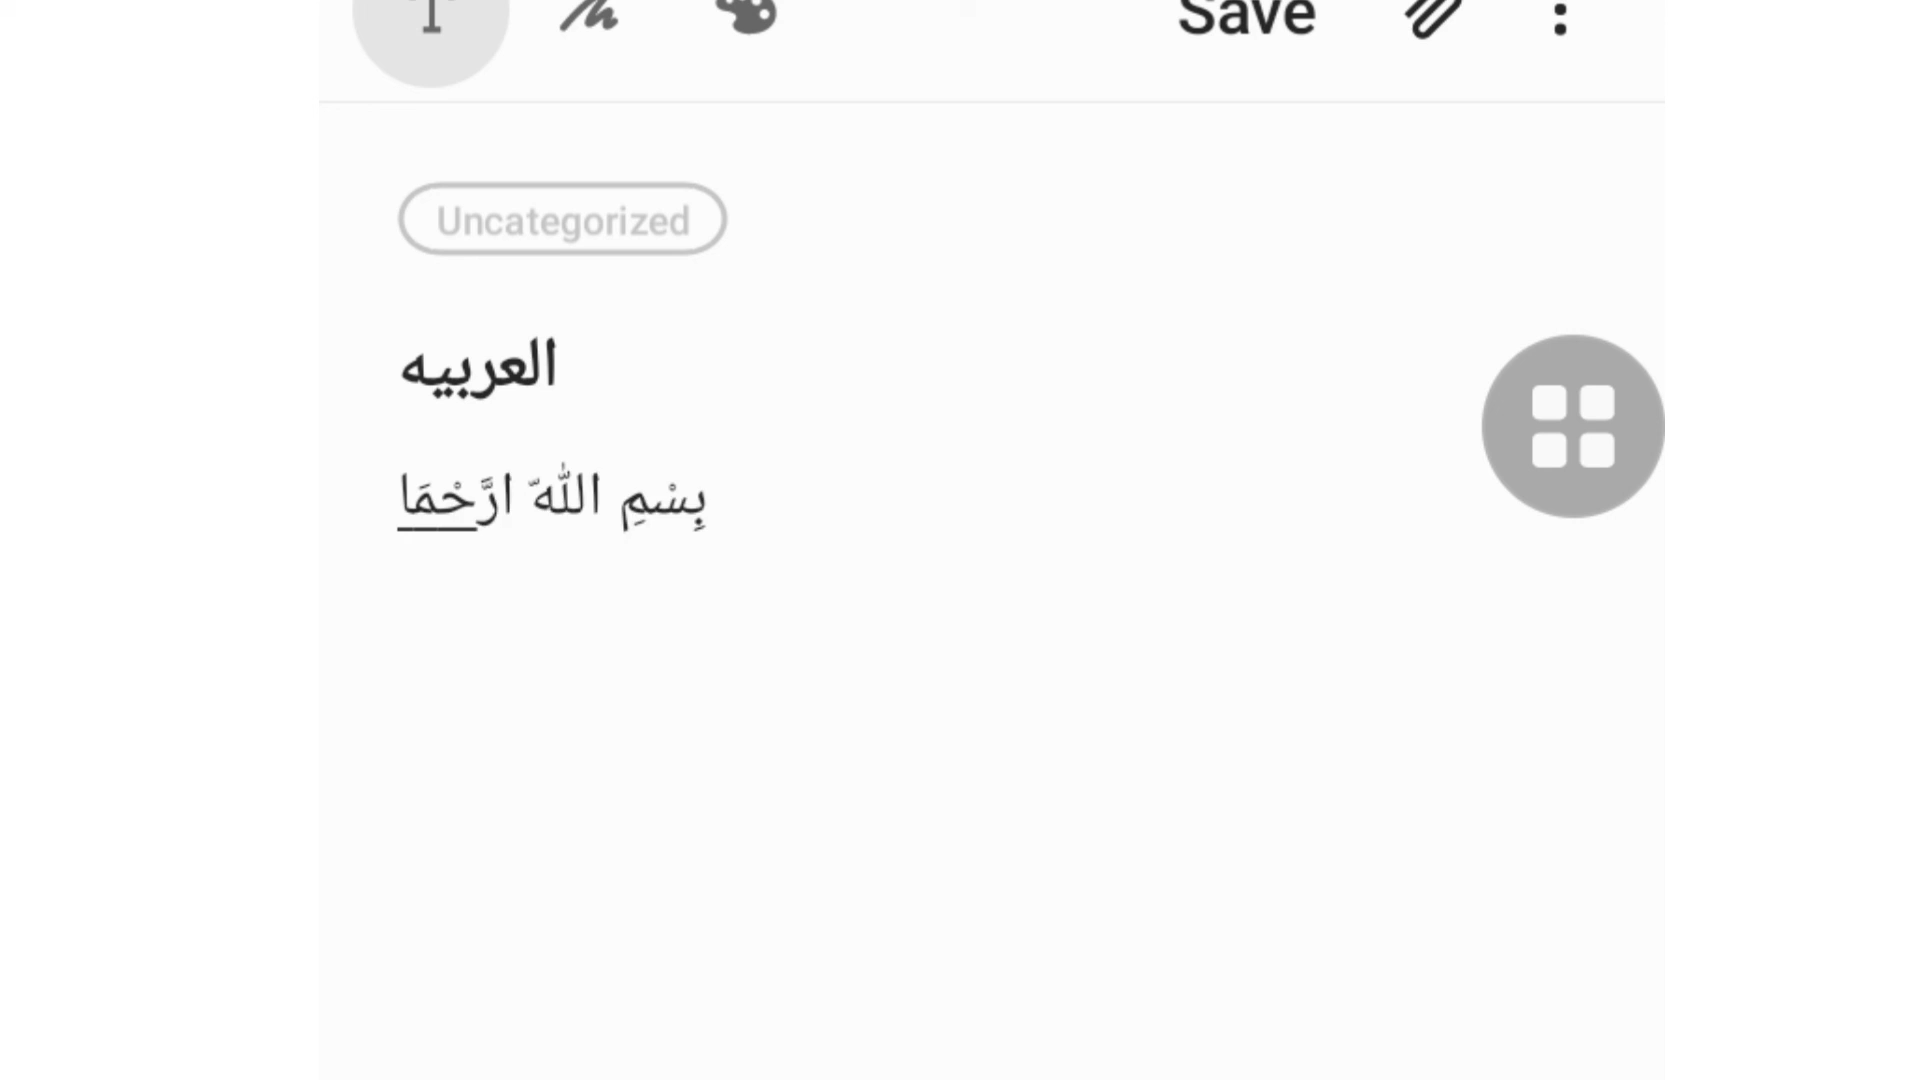 Save
Uncategorized
العربيه
بِسْمِ اللّٰهَ ارَّحْمَا